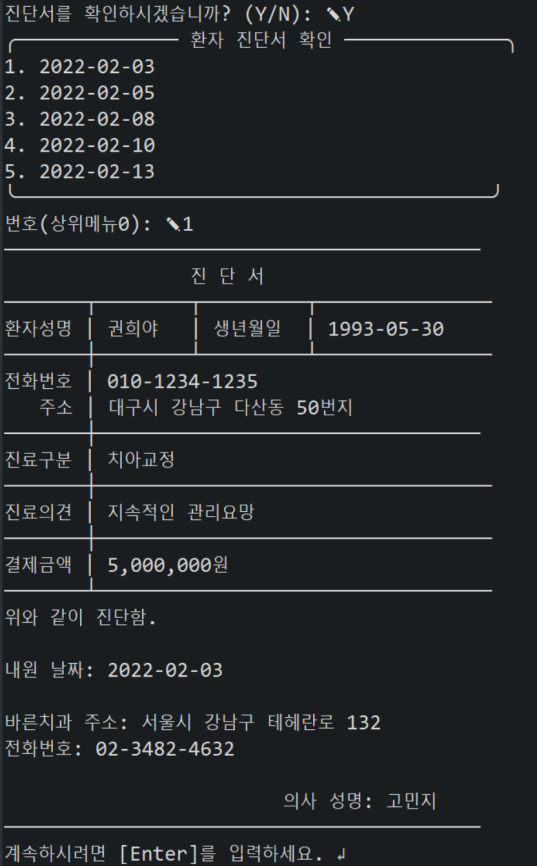 진단서를 확인하시겠습니까? (Y/N): ✎Y
환자 진단서 확인
1. 2022-02-03
2. 2022-02-05
3. 2022-02-08
4. 2022-02-10
5. 2022-02-13
번호(상위메뉴0): ✎1
진 단 서
환자성명 | 권희야 | 생년월일 | 1993-05-30
전화번호 | 010-1234-1235
주소 | 대구시 강남구 다산동 50번지
진료구분 | 치아교정
진료의견 | 지속적인 관리요망
결제금액 | 5,000,000원
위와 같이 진단함.
내원 날짜: 2022-02-03
바른치과 주소: 서울시 강남구 테헤란로 132
전화번호: 02-3482-4632
의사 성명: 고민지
계속하시려면 [Enter]를 입력하세요. ↲